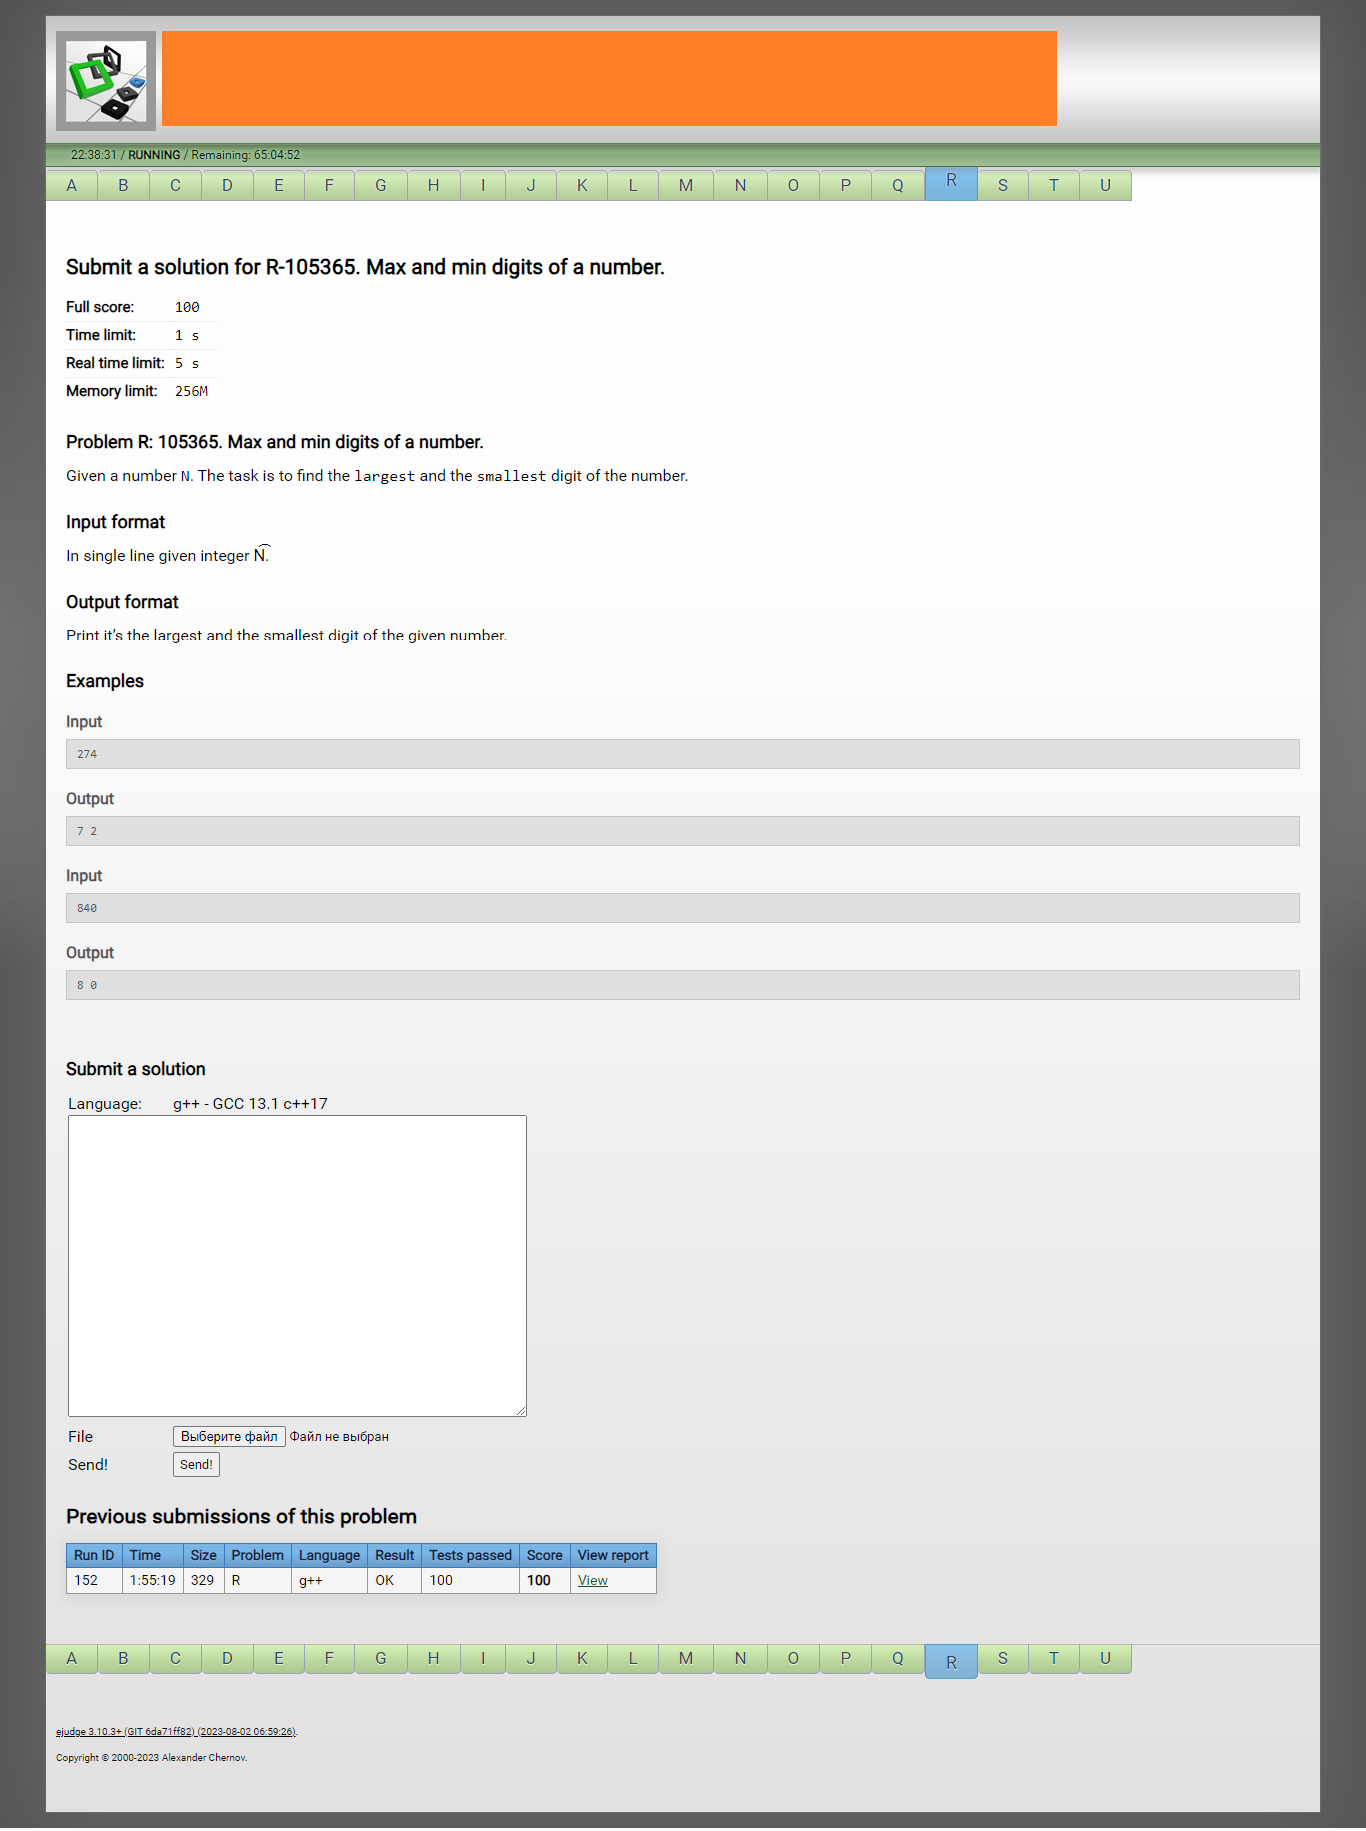 22:38:31 / RUNNING / Remaining: 65:04:52
A B C D E F G H I J K L M N O P Q R S T U
Submit a solution for R-105365. Max and min digits of a number.
Full score: 100
Time limit: 1 s
Real time limit: 5 s
Memory limit: 256M
Problem R: 105365. Max and min digits of a number.
Given a number N. The task is to find the largest and the smallest digit of the number.
Input format
In single line given integer N.
Output format
Print it's the largest and the smallest digit of the given number.
Examples
Input
274
Output
7 2
Input
840
Output
8 0
Submit a solution
Language: g++ - GCC 13.1 c++17
File Выберите файл Файл не выбран
Send! Send!
Previous submissions of this problem
Run ID Time Size Problem Language Result Tests passed Score View report
152 1:55:19 329 R g++ OK 100 100 View
A B C D E F G H I J K L M N O P Q R S T U
ejudge 3.10.3+ (GIT 6da71ff82) (2023-08-02 06:59:26).
Copyright © 2000-2023 Alexander Chernov.